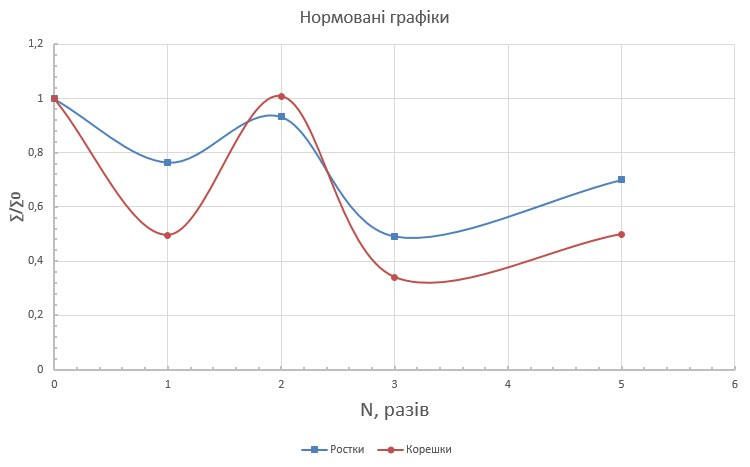 Нормовані графіки
1,2
1
0,8
0,6
0,4
0,2
0
Σ/Σ0
0 1 2 3 4 5 6
N, разів
Ростки Корешки